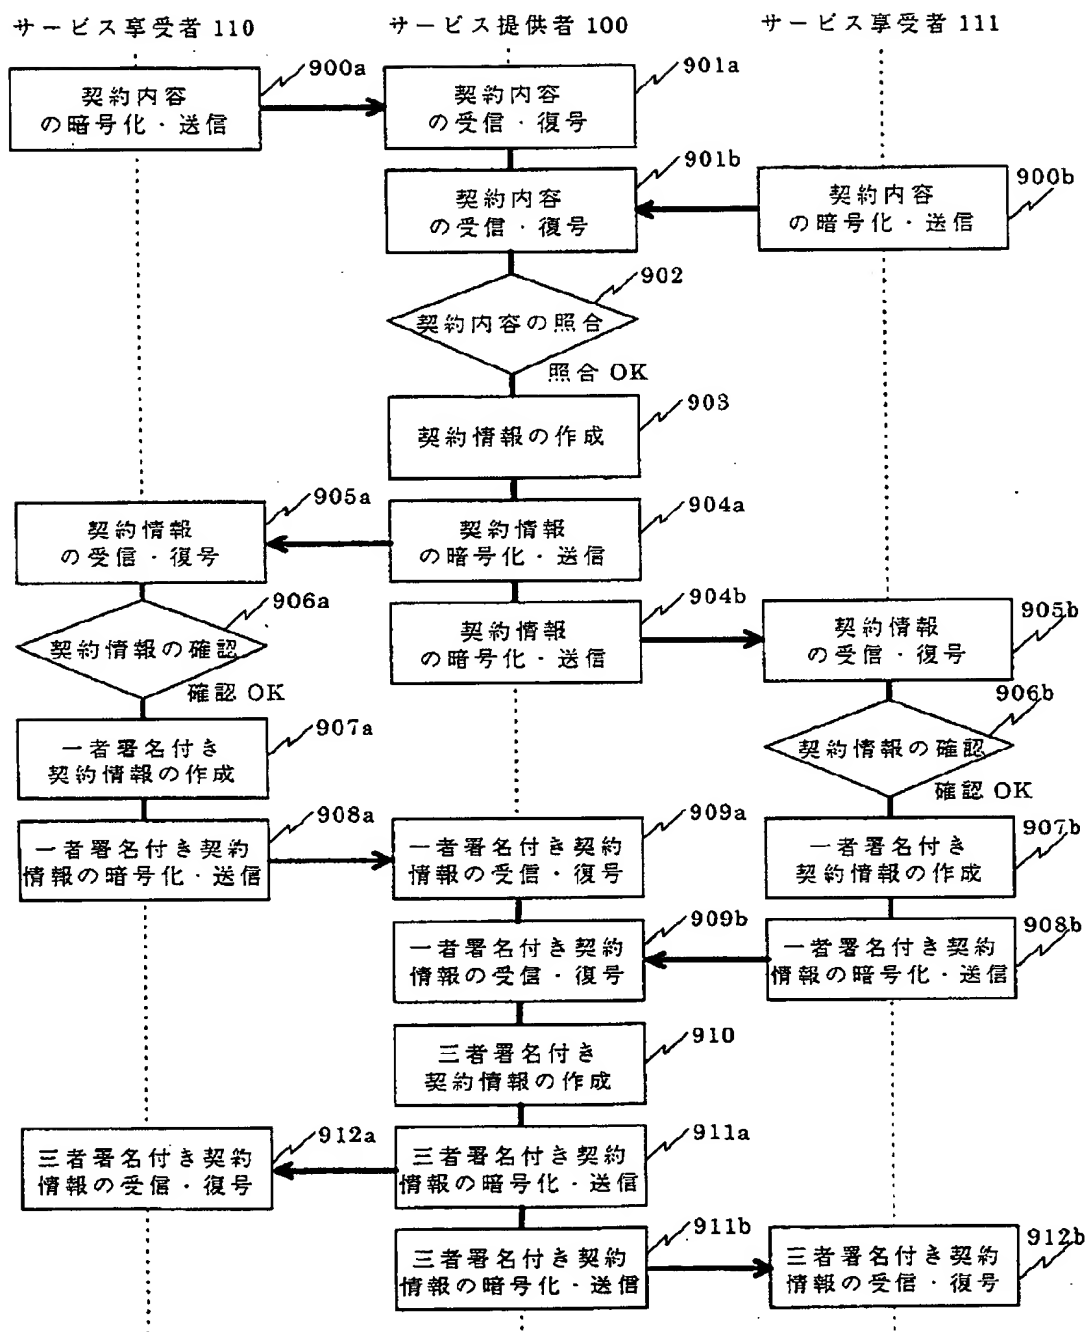 サービス享受者 110
サービス提供者 100
サービス享受者 111
900a
契約内容
の暗号化・送信
901a
契約内容
の受信・復号
901b
契約内容
の受信・復号
900b
契約内容
の暗号化・送信
902
契約内容の照合
照合 OK
903
契約情報の作成
905a
契約情報
の受信・復号
904a
契約情報
の暗号化・送信
906a
契約情報の確認
確認 OK
904b
契約情報
の暗号化・送信
905b
契約情報
の受信・復号
906b
契約情報の確認
確認 OK
907a
一者署名付き
契約情報の作成
908a
一者署名付き契約
情報の暗号化・送信
909a
一者署名付き契約
情報の受信・復号
907b
一者署名付き
契約情報の作成
909b
一者署名付き契約
情報の受信・復号
908b
一者署名付き契約
情報の暗号化・送信
910
三者署名付き
契約情報の作成
912a
三者署名付き契約
情報の受信・復号
911a
三者署名付き契約
情報の暗号化・送信
911b
三者署名付き契約
情報の暗号化・送信
912b
三者署名付き契約
情報の受信・復号